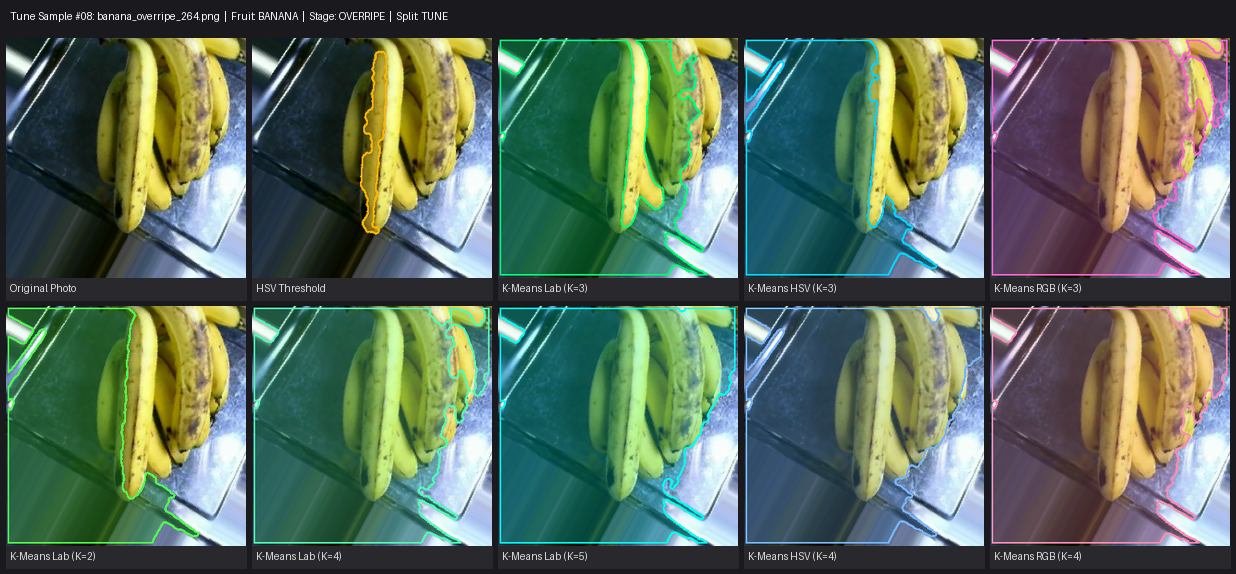 Tune Sample #08: banana_overripe_264.png | Fruit: BANANA | Stage: OVERRIPE | Split: TUNE
Original Photo
HSV Threshold
K-Means Lab (K=3)
K-Means HSV (K=3)
K-Means RGB (K=3)
K-Means Lab (K=2)
K-Means Lab (K=4)
K-Means Lab (K=5)
K-Means HSV (K=4)
K-Means RGB (K=4)